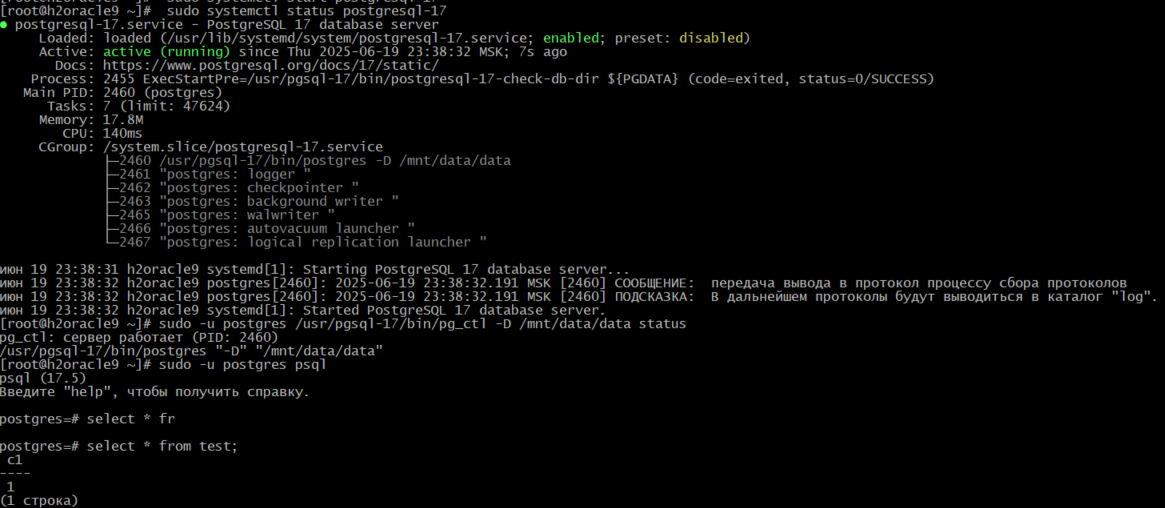 [root@h2oracle9 ~]#  sudo systemctl start postgresql-17
[root@h2oracle9 ~]#  sudo systemctl status postgresql-17
● postgresql-17.service - PostgreSQL 17 database server
     Loaded: loaded (/usr/lib/systemd/system/postgresql-17.service; enabled; preset: disabled)
     Active: active (running) since Thu 2025-06-19 23:38:32 MSK; 7s ago
       Docs: https://www.postgresql.org/docs/17/static/
    Process: 2455 ExecStartPre=/usr/pgsql-17/bin/postgresql-17-check-db-dir ${PGDATA} (code=exited, status=0/SUCCESS)
   Main PID: 2460 (postgres)
      Tasks: 7 (limit: 47624)
     Memory: 17.8M
        CPU: 140ms
     CGroup: /system.slice/postgresql-17.service
             ├─2460 /usr/pgsql-17/bin/postgres -D /mnt/data/data
             ├─2461 "postgres: logger "
             ├─2462 "postgres: checkpointer "
             ├─2463 "postgres: background writer "
             ├─2465 "postgres: walwriter "
             ├─2466 "postgres: autovacuum launcher "
             └─2467 "postgres: logical replication launcher "
июн 19 23:38:31 h2oracle9 systemd[1]: Starting PostgreSQL 17 database server...
июн 19 23:38:32 h2oracle9 postgres[2460]: 2025-06-19 23:38:32.191 MSK [2460] СООБЩЕНИЕ:  передача вывода в протокол процессу сбора протоколов
июн 19 23:38:32 h2oracle9 postgres[2460]: 2025-06-19 23:38:32.191 MSK [2460] ПОДСКАЗКА:  В дальнейшем протоколы будут выводиться в каталог "log".
июн 19 23:38:32 h2oracle9 systemd[1]: Started PostgreSQL 17 database server.
[root@h2oracle9 ~]# sudo -u postgres /usr/pgsql-17/bin/pg_ctl -D /mnt/data/data status
pg_ctl: сервер работает (PID: 2460)
/usr/pgsql-17/bin/postgres "-D" "/mnt/data/data"
[root@h2oracle9 ~]# sudo -u postgres psql
psql (17.5)
Введите "help", чтобы получить справку.
postgres=# select * fr
postgres=# select * from test;
 c1
----
 1
(1 строка)